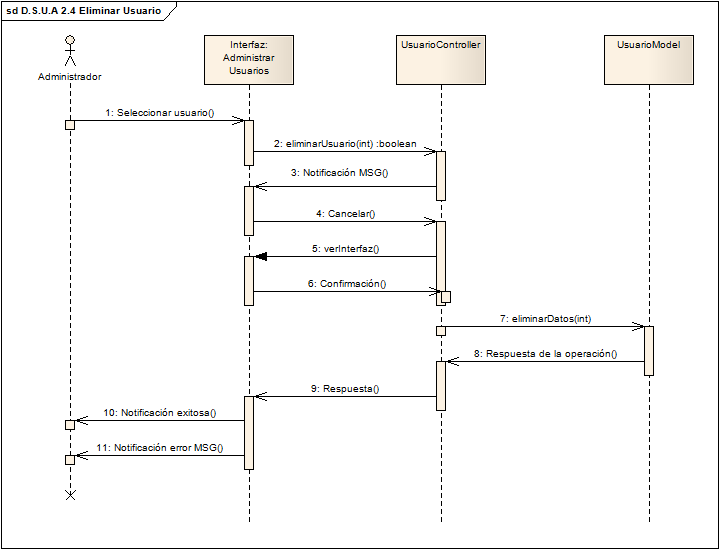 sd D.S.U.A 2.4 Eliminar Usuario
Administrador
Interfaz:
Administrar
Usuarios
UsuarioController
UsuarioModel
1: Seleccionar usuario()
2: eliminarUsuario(int) :boolean
3: Notificación MSG()
4: Cancelar()
5: verInterfaz()
6: Confirmación()
7: eliminarDatos(int)
8: Respuesta de la operación()
9: Respuesta()
10: Notificación exitosa()
11: Notificación error MSG()